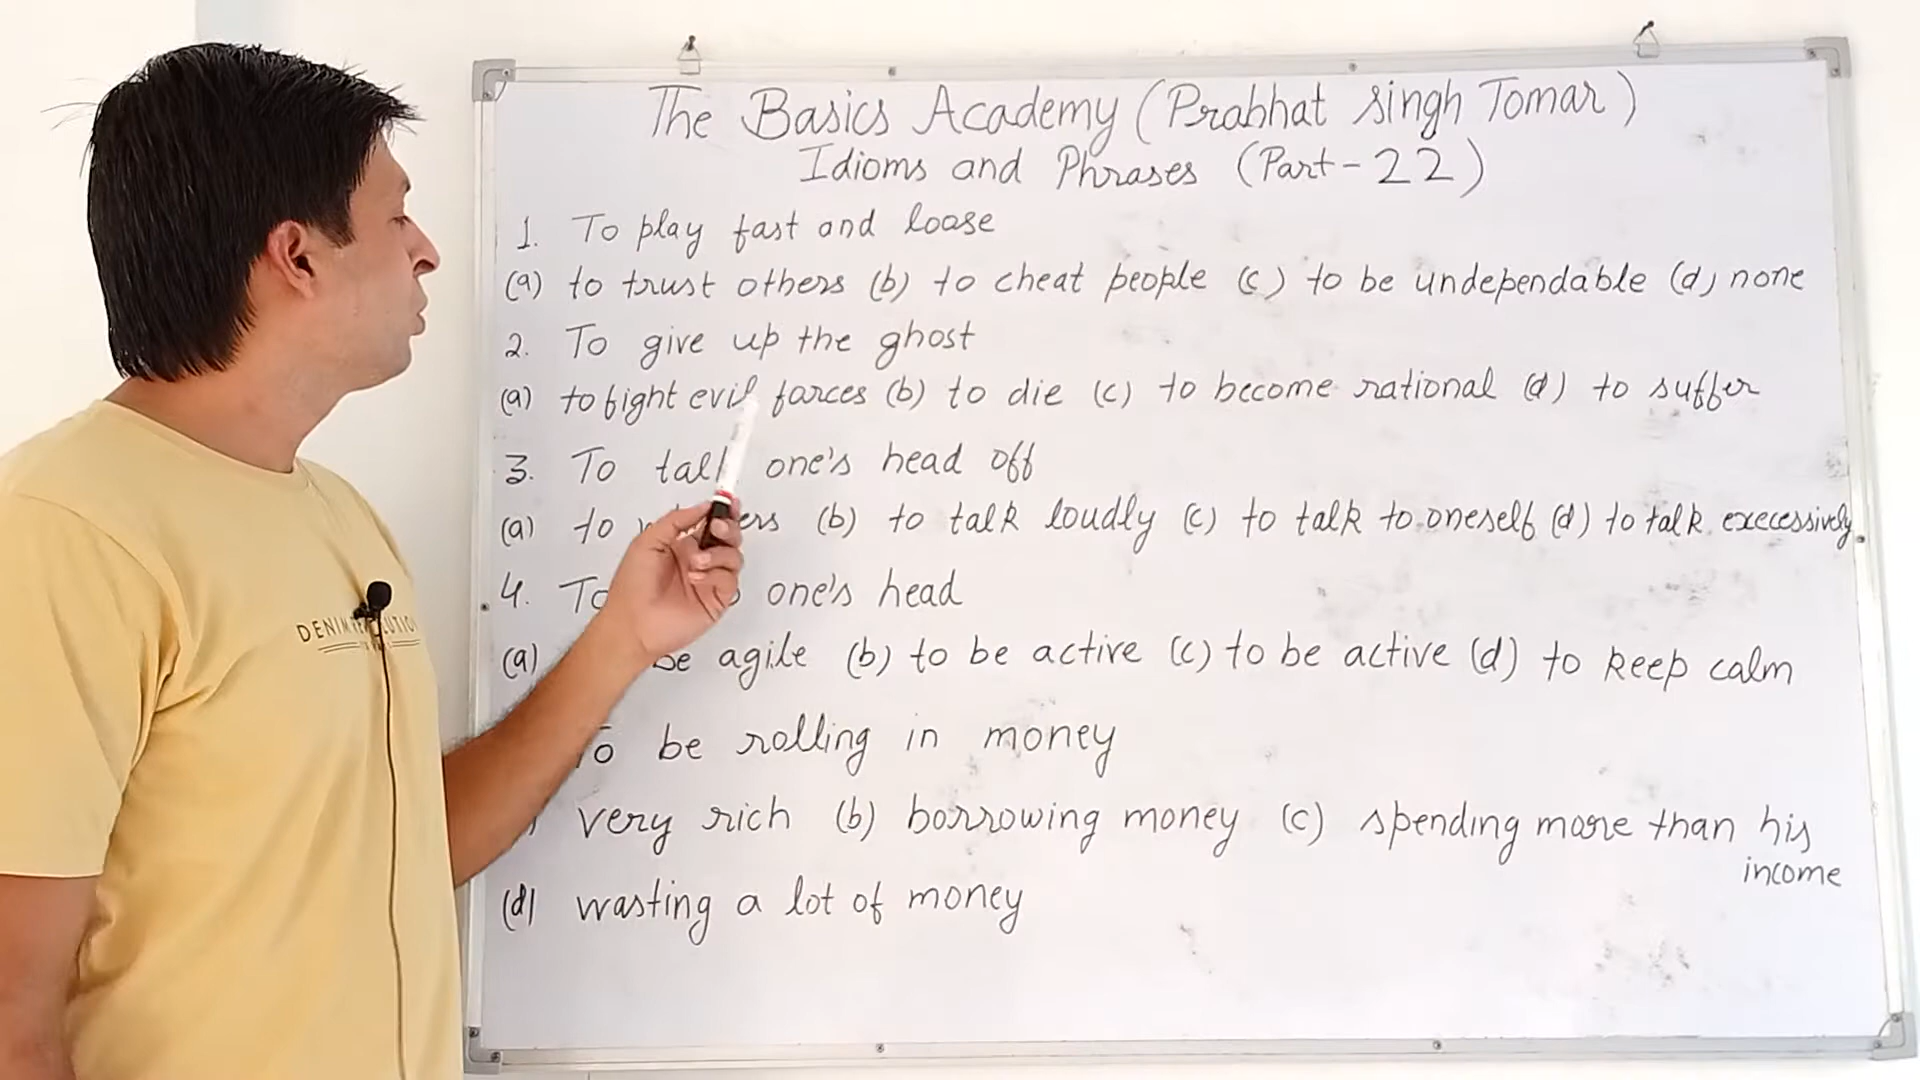 The Basics Academy (Prabhat singh Tomar)
Idioms and Phrases (Part-22)
1. To play fast and loose
(a) to trust others (b) to cheat people (c) to be undependable (d) none
2. To give up the ghost
(a) to fight evil forces (b) to die (c) to become rational (d) to suffer
3. To talk one's head off
(a) to (b) to talk loudly (c) to talk to oneself (d) to talk execessively
4. To one's head
(a) be agile (b) to be active (c) to be active (d) to keep calm
To be rolling in money
very rich (b) borrowing money (c) spending more than his
income
(d) wasting a lot of money
DENIM